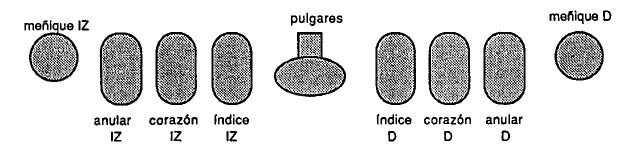 meñique IZ
pulgares
meñique D
anular IZ
corazón IZ
índice IZ
índice D
corazón D
anular D